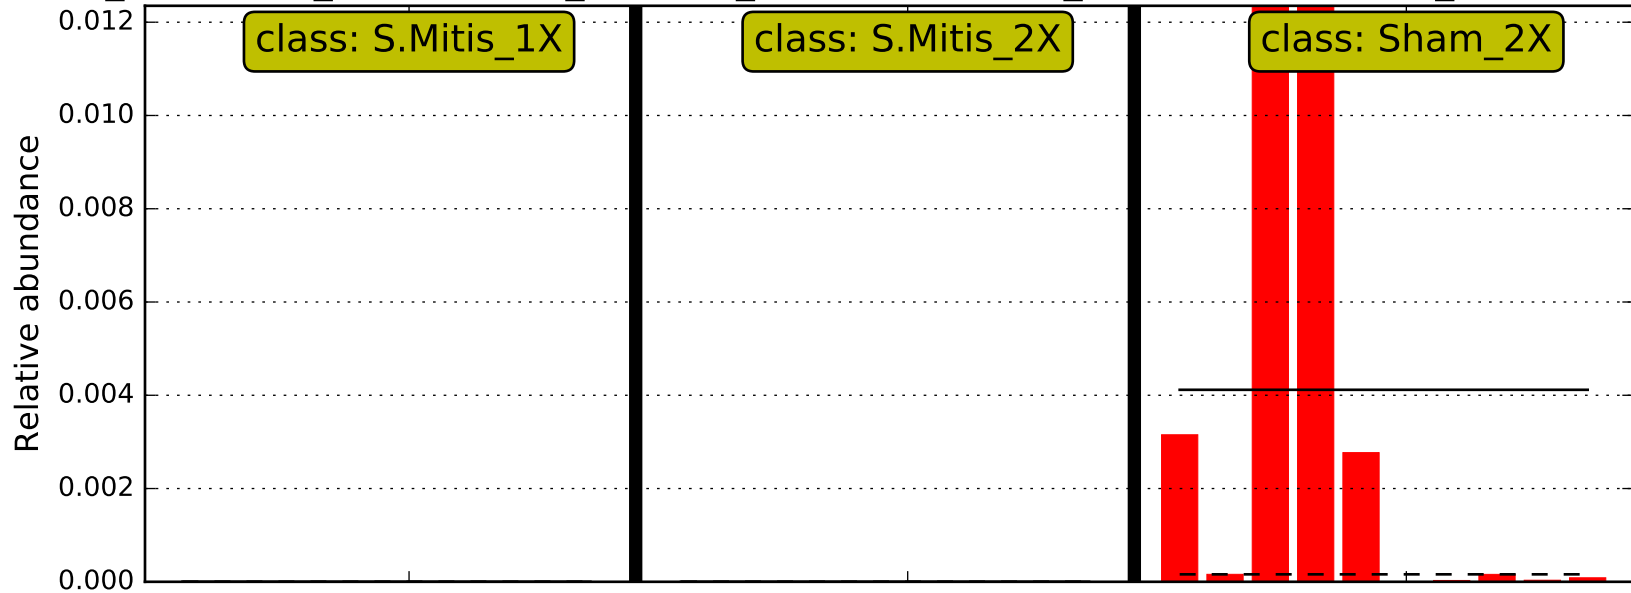 class: S.Mitis_1X
class: S.Mitis_2X
class: Sham_2X
Relative abundance
0.012
0.010
0.008
0.006
0.004
0.002
0.000